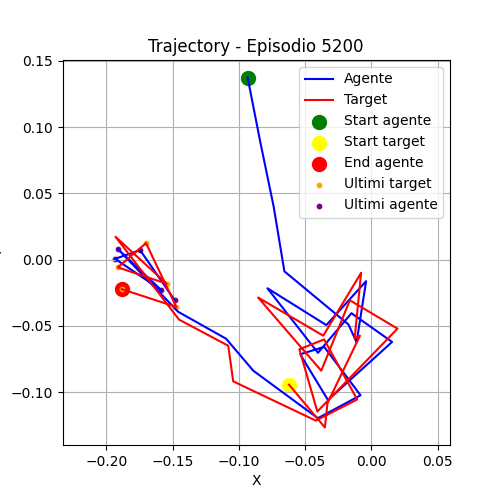 Trajectory - Episodio 5200
Agente
Target
Start agente
Start target
End agente
Ultimi target
Ultimi agente
0.15
0.10
0.05
0.00
−0.05
−0.10
−0.20
−0.15
−0.10
−0.05
0.00
0.05
X